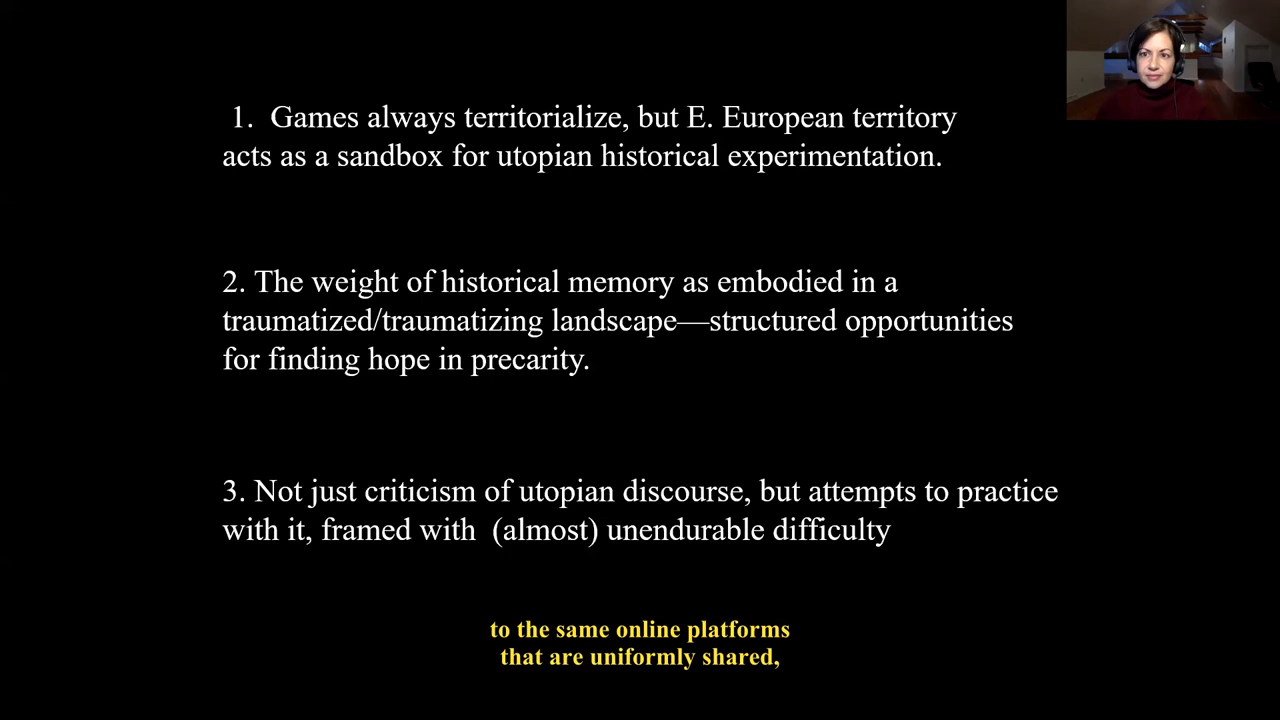 1. Games always territorialize, but E. European territory
acts as a sandbox for utopian historical experimentation.
2. The weight of historical memory as embodied in a
traumatized/traumatizing landscape—structured opportunities
for finding hope in precarity.
3. Not just criticism of utopian discourse, but attempts to practice
with it, framed with (almost) unendurable difficulty
to the same online platforms
that are uniformly shared,